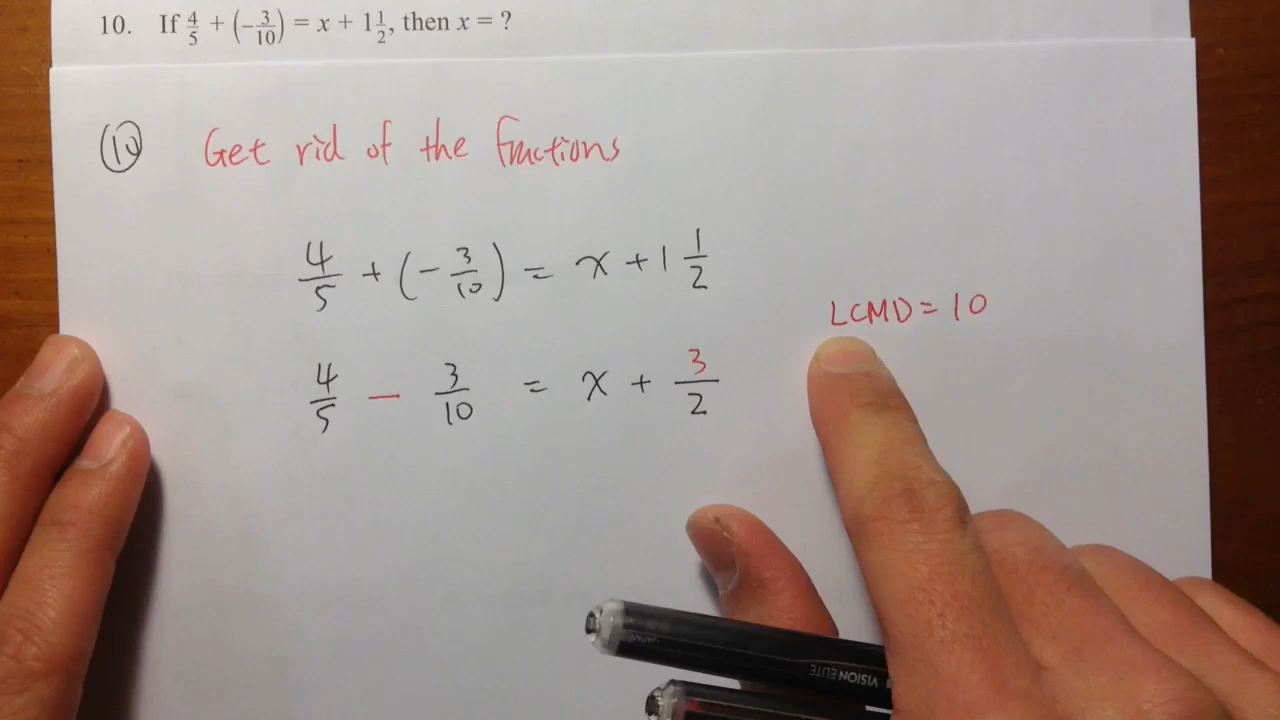 10. If 4/5 + (−3/10) = x + 1 1/2, then x = ?
(10) Get rid of the fractions
4/5 + (− 3/10) = x + 1 1/2
LCMD = 10
4/5 − 3/10 = x + 3/2
VISION ELITE
JAPAN